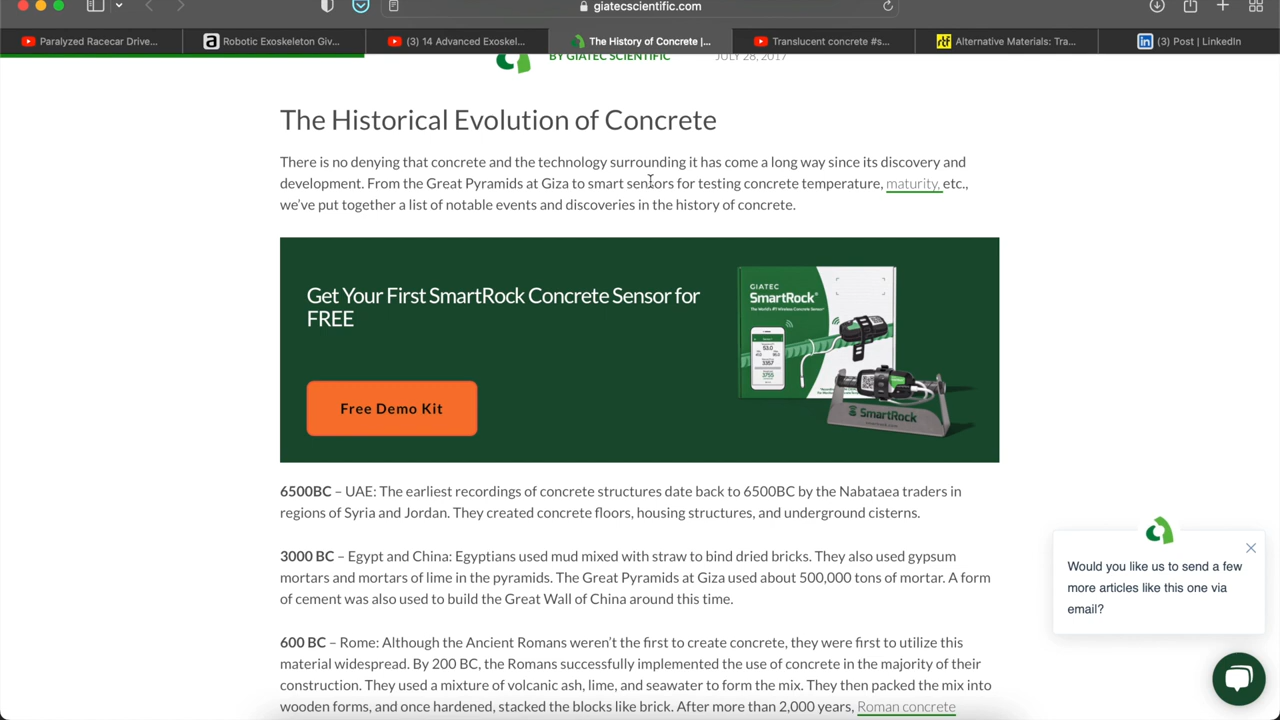 giatecscientific.com
Paralyzed Racecar Drive...
Robotic Exoskeleton Giv...
(3) 14 Advanced Exoskel...
The History of Concrete |...
Translucent concrete #s...
Alternative Materials: Tra...
(3) Post | LinkedIn
BY GIATEC SCIENTIFIC
JULY 28, 2017
The Historical Evolution of Concrete
There is no denying that concrete and the technology surrounding it has come a long way since its discovery and
development. From the Great Pyramids at Giza to smart sensors for testing concrete temperature, maturity, etc.,
we've put together a list of notable events and discoveries in the history of concrete.
Get Your First SmartRock Concrete Sensor for
FREE
Free Demo Kit
GIATEC
SmartRock®
SmartRock
6500BC – UAE: The earliest recordings of concrete structures date back to 6500BC by the Nabataea traders in
regions of Syria and Jordan. They created concrete floors, housing structures, and underground cisterns.
3000 BC – Egypt and China: Egyptians used mud mixed with straw to bind dried bricks. They also used gypsum
mortars and mortars of lime in the pyramids. The Great Pyramids at Giza used about 500,000 tons of mortar. A form
of cement was also used to build the Great Wall of China around this time.
600 BC – Rome: Although the Ancient Romans weren't the first to create concrete, they were first to utilize this
material widespread. By 200 BC, the Romans successfully implemented the use of concrete in the majority of their
construction. They used a mixture of volcanic ash, lime, and seawater to form the mix. They then packed the mix into
wooden forms, and once hardened, stacked the blocks like brick. After more than 2,000 years, Roman concrete
Would you like us to send a few
more articles like this one via
email?